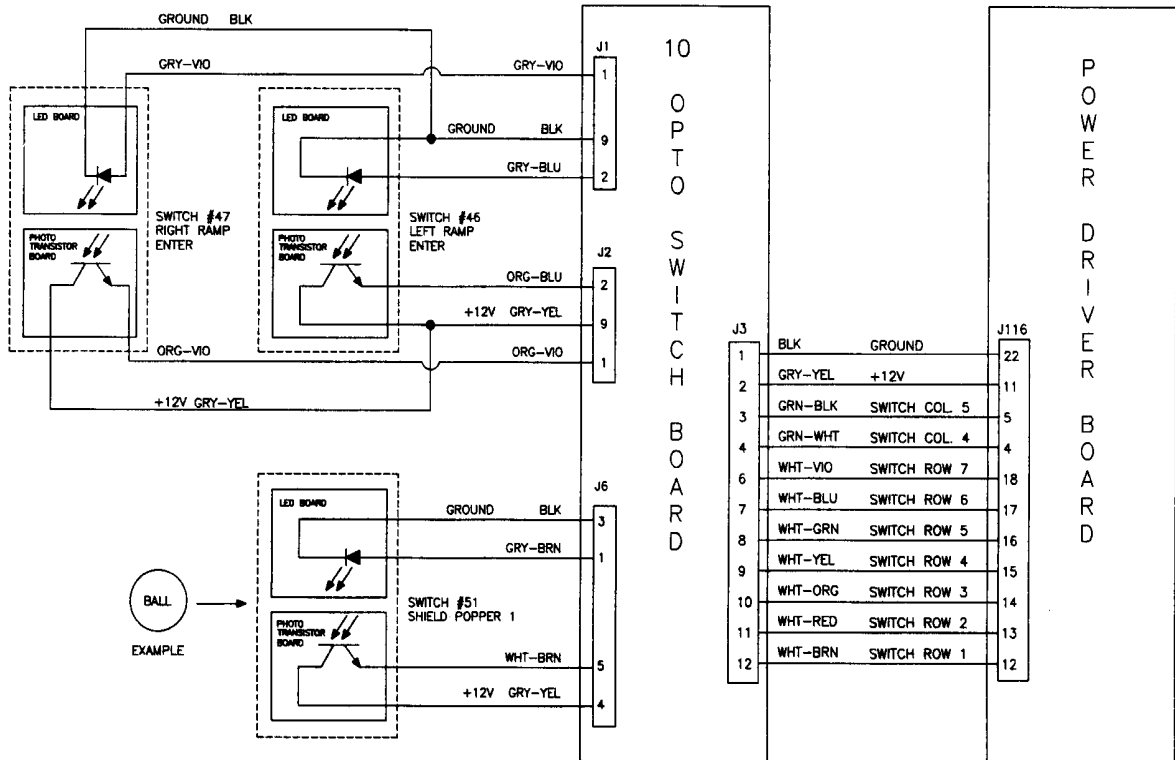 GROUND BLK
GRY-VIO GRY-VIO
LED BOARD
SWITCH #47
RIGHT RAMP
ENTER
PHOTO
TRANSISTOR
BOARD
LED BOARD
GROUND BLK
GRY-BLU
SWITCH #46
LEFT RAMP
ENTER
PHOTO
TRANSISTOR
BOARD
ORG-BLU
+12V GRY-YEL
ORG-VIO ORG-VIO
+12V GRY-YEL
J1
1
9
2
J2
2
9
1
LED BOARD
GROUND BLK
GRY-BRN
BALL
EXAMPLE
SWITCH #51
SHIELD POPPER 1
PHOTO
TRANSISTOR
BOARD
WHT-BRN
+12V GRY-YEL
J6
3
1
5
4
10 OPTO SWITCH BOARD
J3 J116
1 BLK GROUND 22
2 GRY-YEL +12V 11
3 GRN-BLK SWITCH COL. 5 5
4 GRN-WHT SWITCH COL. 4 4
6 WHT-VIO SWITCH ROW 7 18
7 WHT-BLU SWITCH ROW 6 17
8 WHT-GRN SWITCH ROW 5 16
9 WHT-YEL SWITCH ROW 4 15
10 WHT-ORG SWITCH ROW 3 14
11 WHT-RED SWITCH ROW 2 13
12 WHT-BRN SWITCH ROW 1 12
POWER DRIVER BOARD